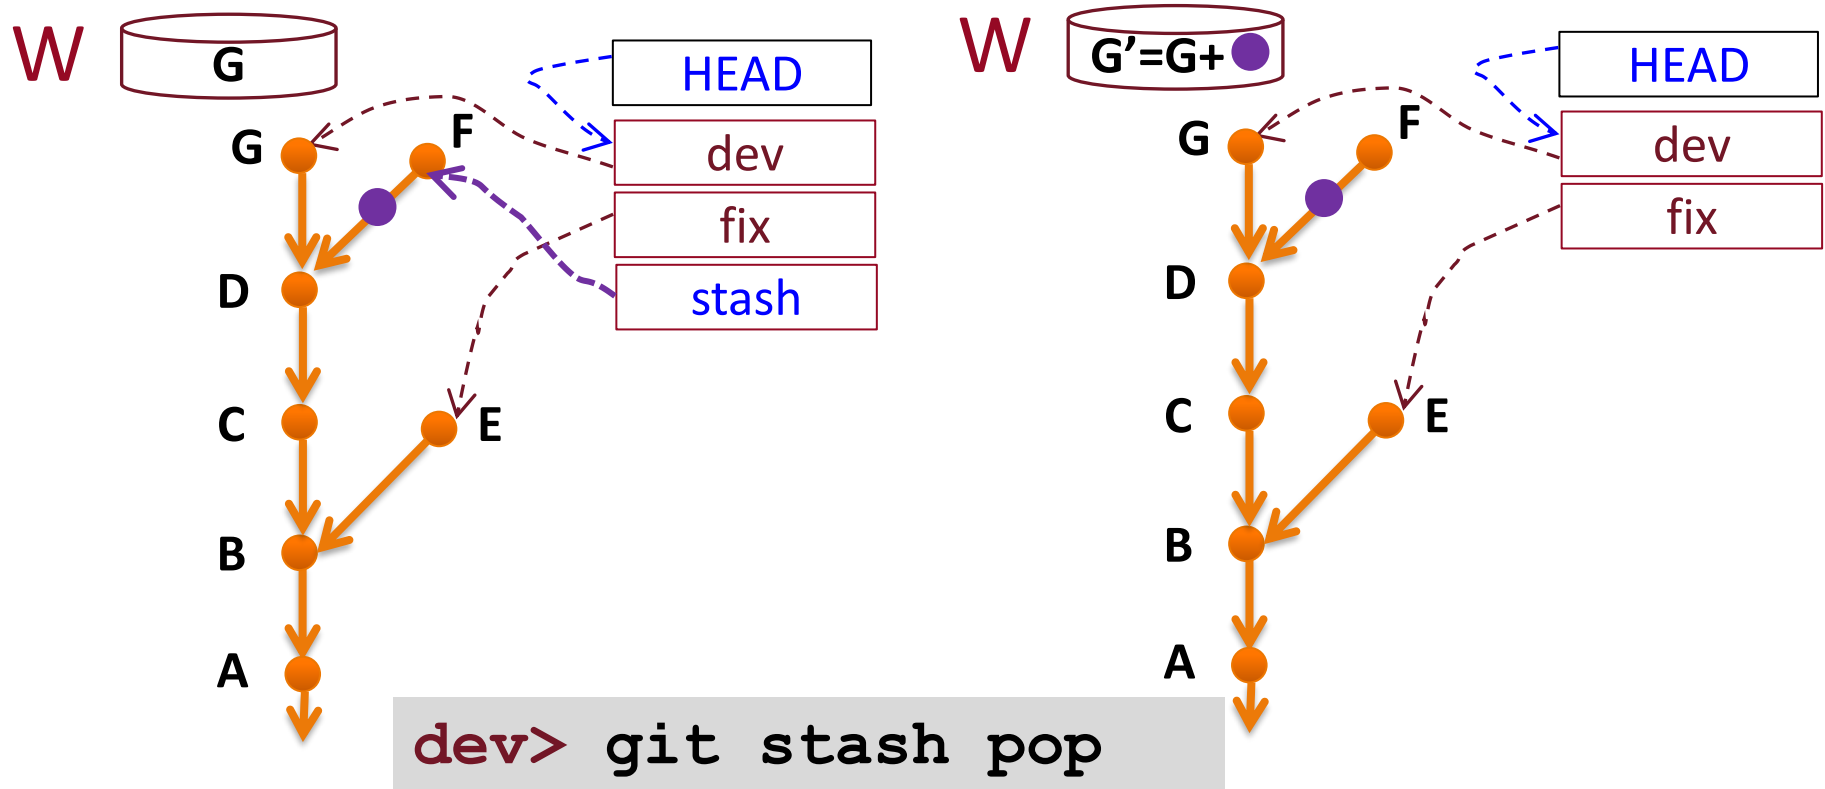 W
G
HEAD
G
F
dev
fix
D
stash
C
E
B
A
W
G’=G+
HEAD
G
F
dev
fix
D
C
E
B
A
dev> git stash pop